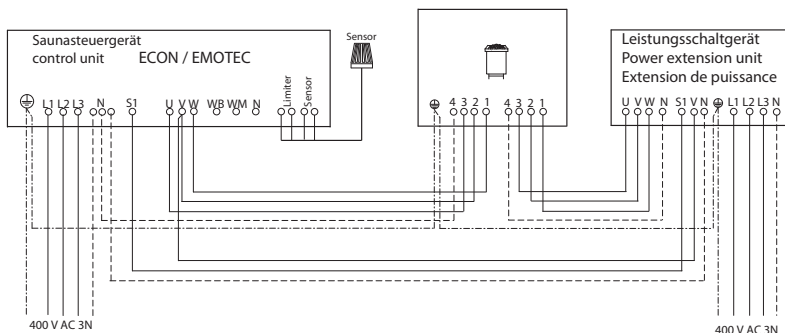 Saunasteuergerät
control unit ECON / EMOTEC
L1 L2 L3 N S1 U V W WB WM N Limiter Sensor
Sensor
4 3 2 1 4 3 2 1
Leistungsschaltgerät
Power extension unit
Extension de puissance
U V W N S1 V N L1 L2 L3 N
400 V AC 3N
400 V AC 3N